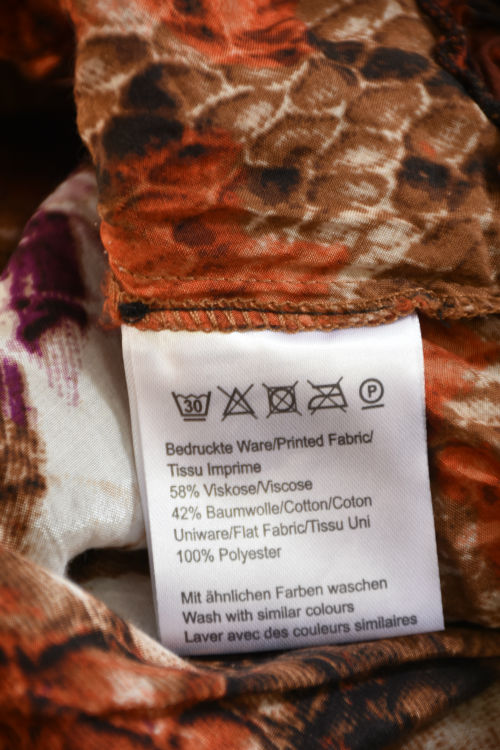 30 P
Bedruckte Ware/Printed Fabric/
Tissu Imprime
58% Viskose/Viscose
42% Baumwolle/Cotton/Coton
Uniware/Flat Fabric/Tissu Uni
100% Polyester
Mit ähnlichen Farben waschen
Wash with similar colours
Laver avec des couleurs similaires